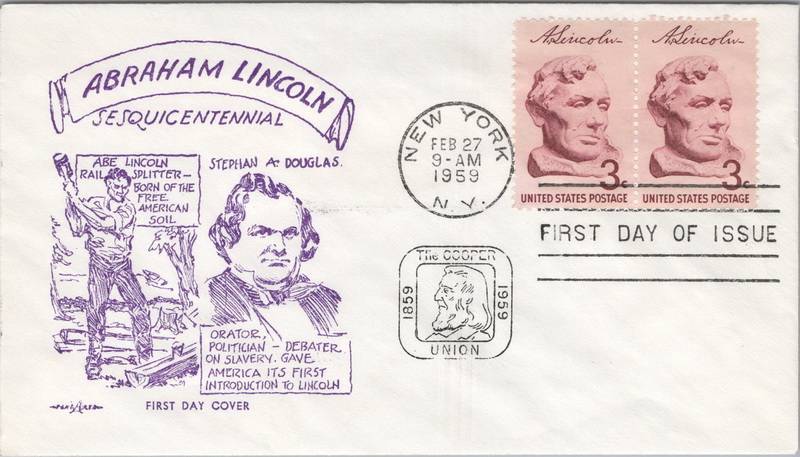 ABRAHAM LINCOLN
SESQUICENTENNIAL
ABE LINCOLN
RAIL SPLITTER –
BORN OF THE
FREE
AMERICAN
SOIL
STEPHAN A. DOUGLAS.
ORATOR,
POLITICIAN – DEBATER
ON SLAVERY. GAVE
AMERICA ITS FIRST
INTRODUCTION TO LINCOLN
FIRST DAY COVER
NEW YORK
FEB 27
9-AM
1959
N.Y.
The COOPER
1859
1959
UNION
A. Lincoln
3c
UNITED STATES POSTAGE
A. Lincoln
3c
UNITED STATES POSTAGE
FIRST DAY OF ISSUE